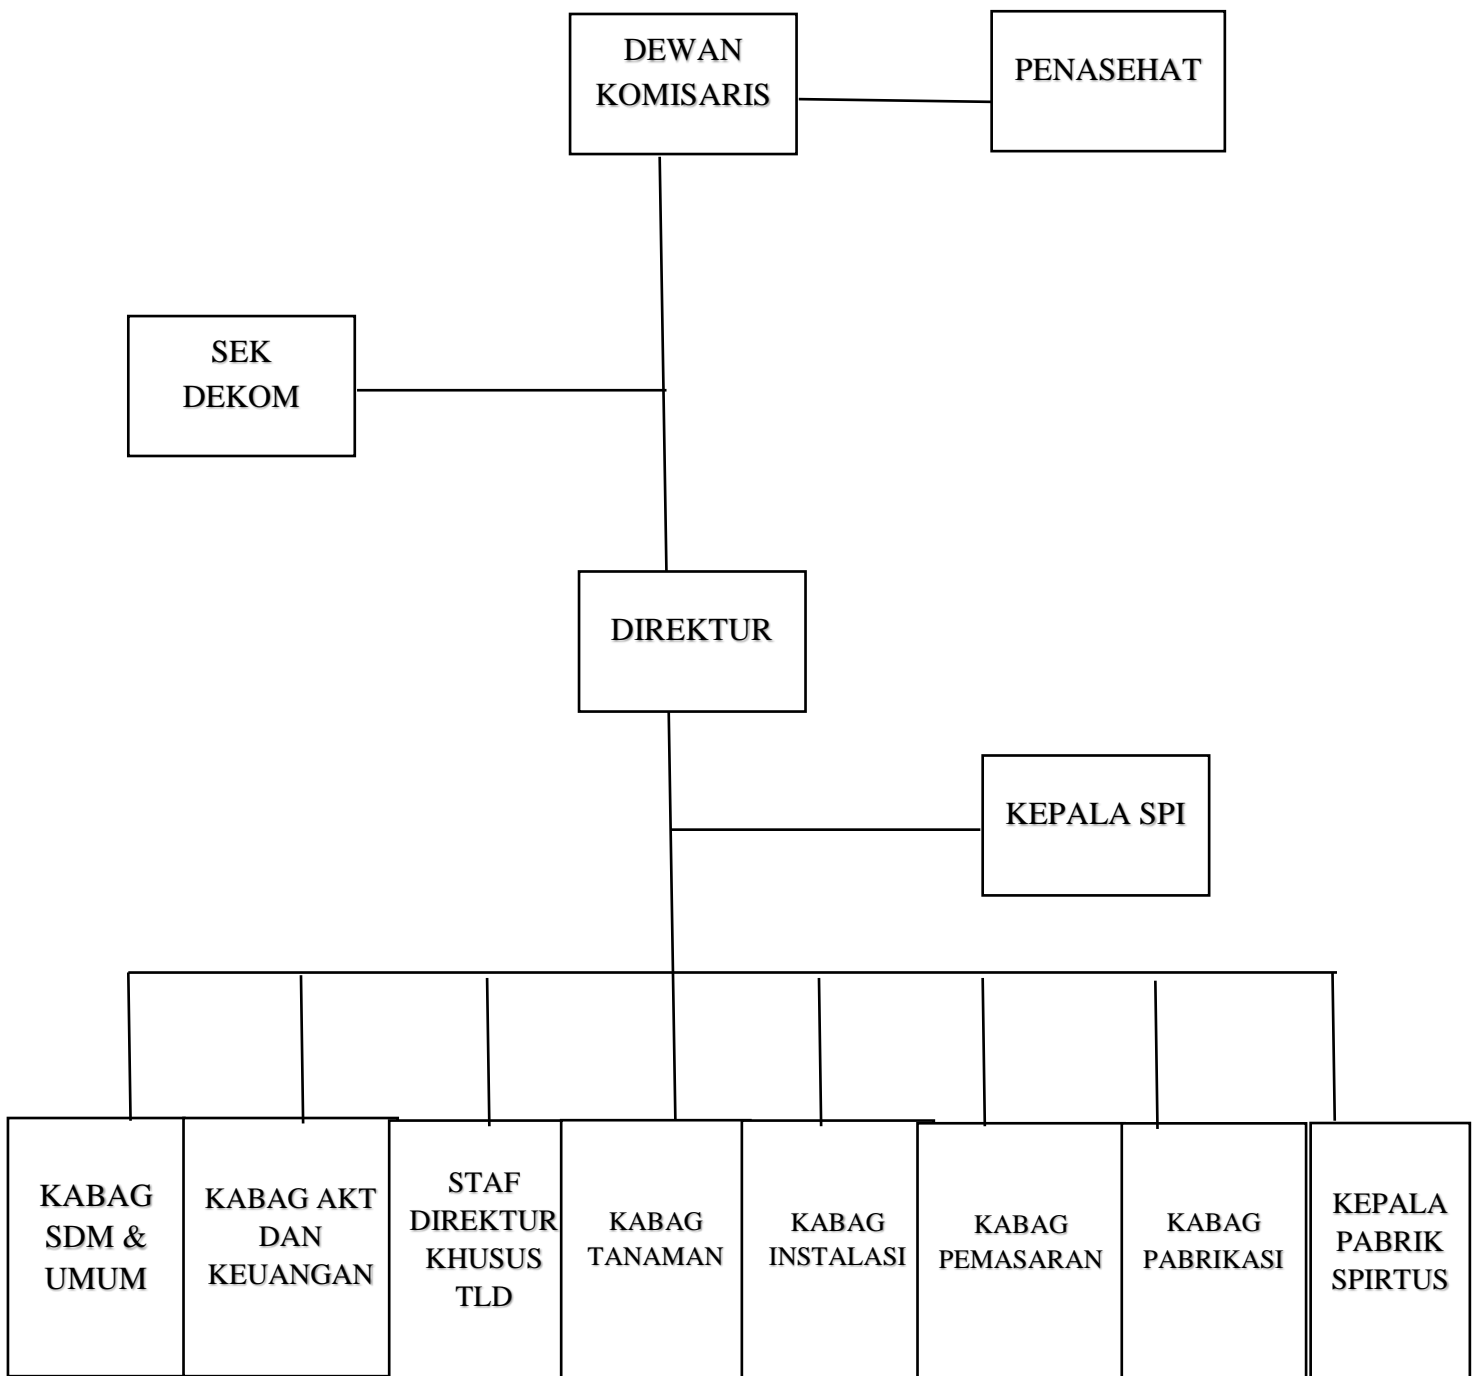 DEWAN
KOMISARIS
PENASEHAT
SEK
DEKOM
DIREKTUR
KEPALA SPI
KABAG
SDM &
UMUM
KABAG AKT
DAN
KEUANGAN
STAF
DIREKTUR
KHUSUS
TLD
KABAG
TANAMAN
KABAG
INSTALASI
KABAG
PEMASARAN
KABAG
PABRIKASI
KEPALA
PABRIK
SPIRTUS